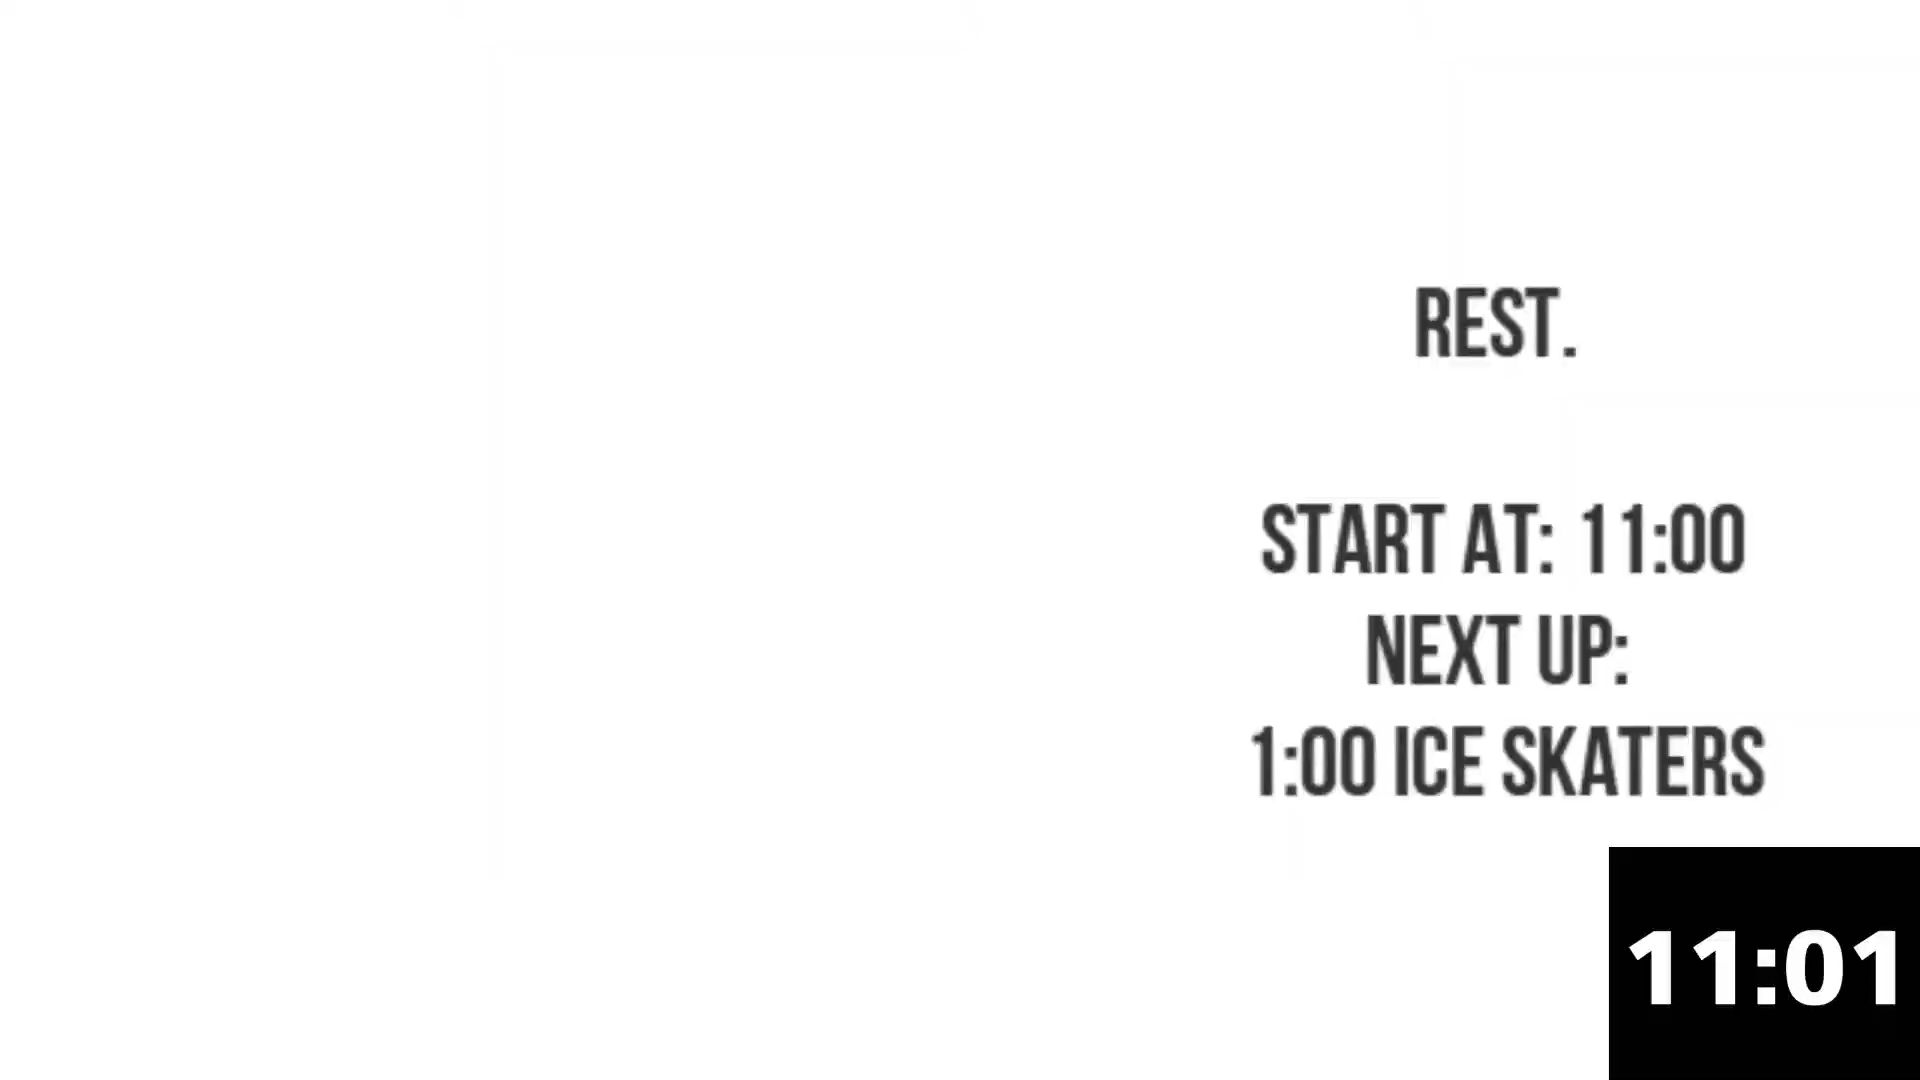 REST.
START AT: 11:00
NEXT UP:
1:00 ICE SKATERS
11:01